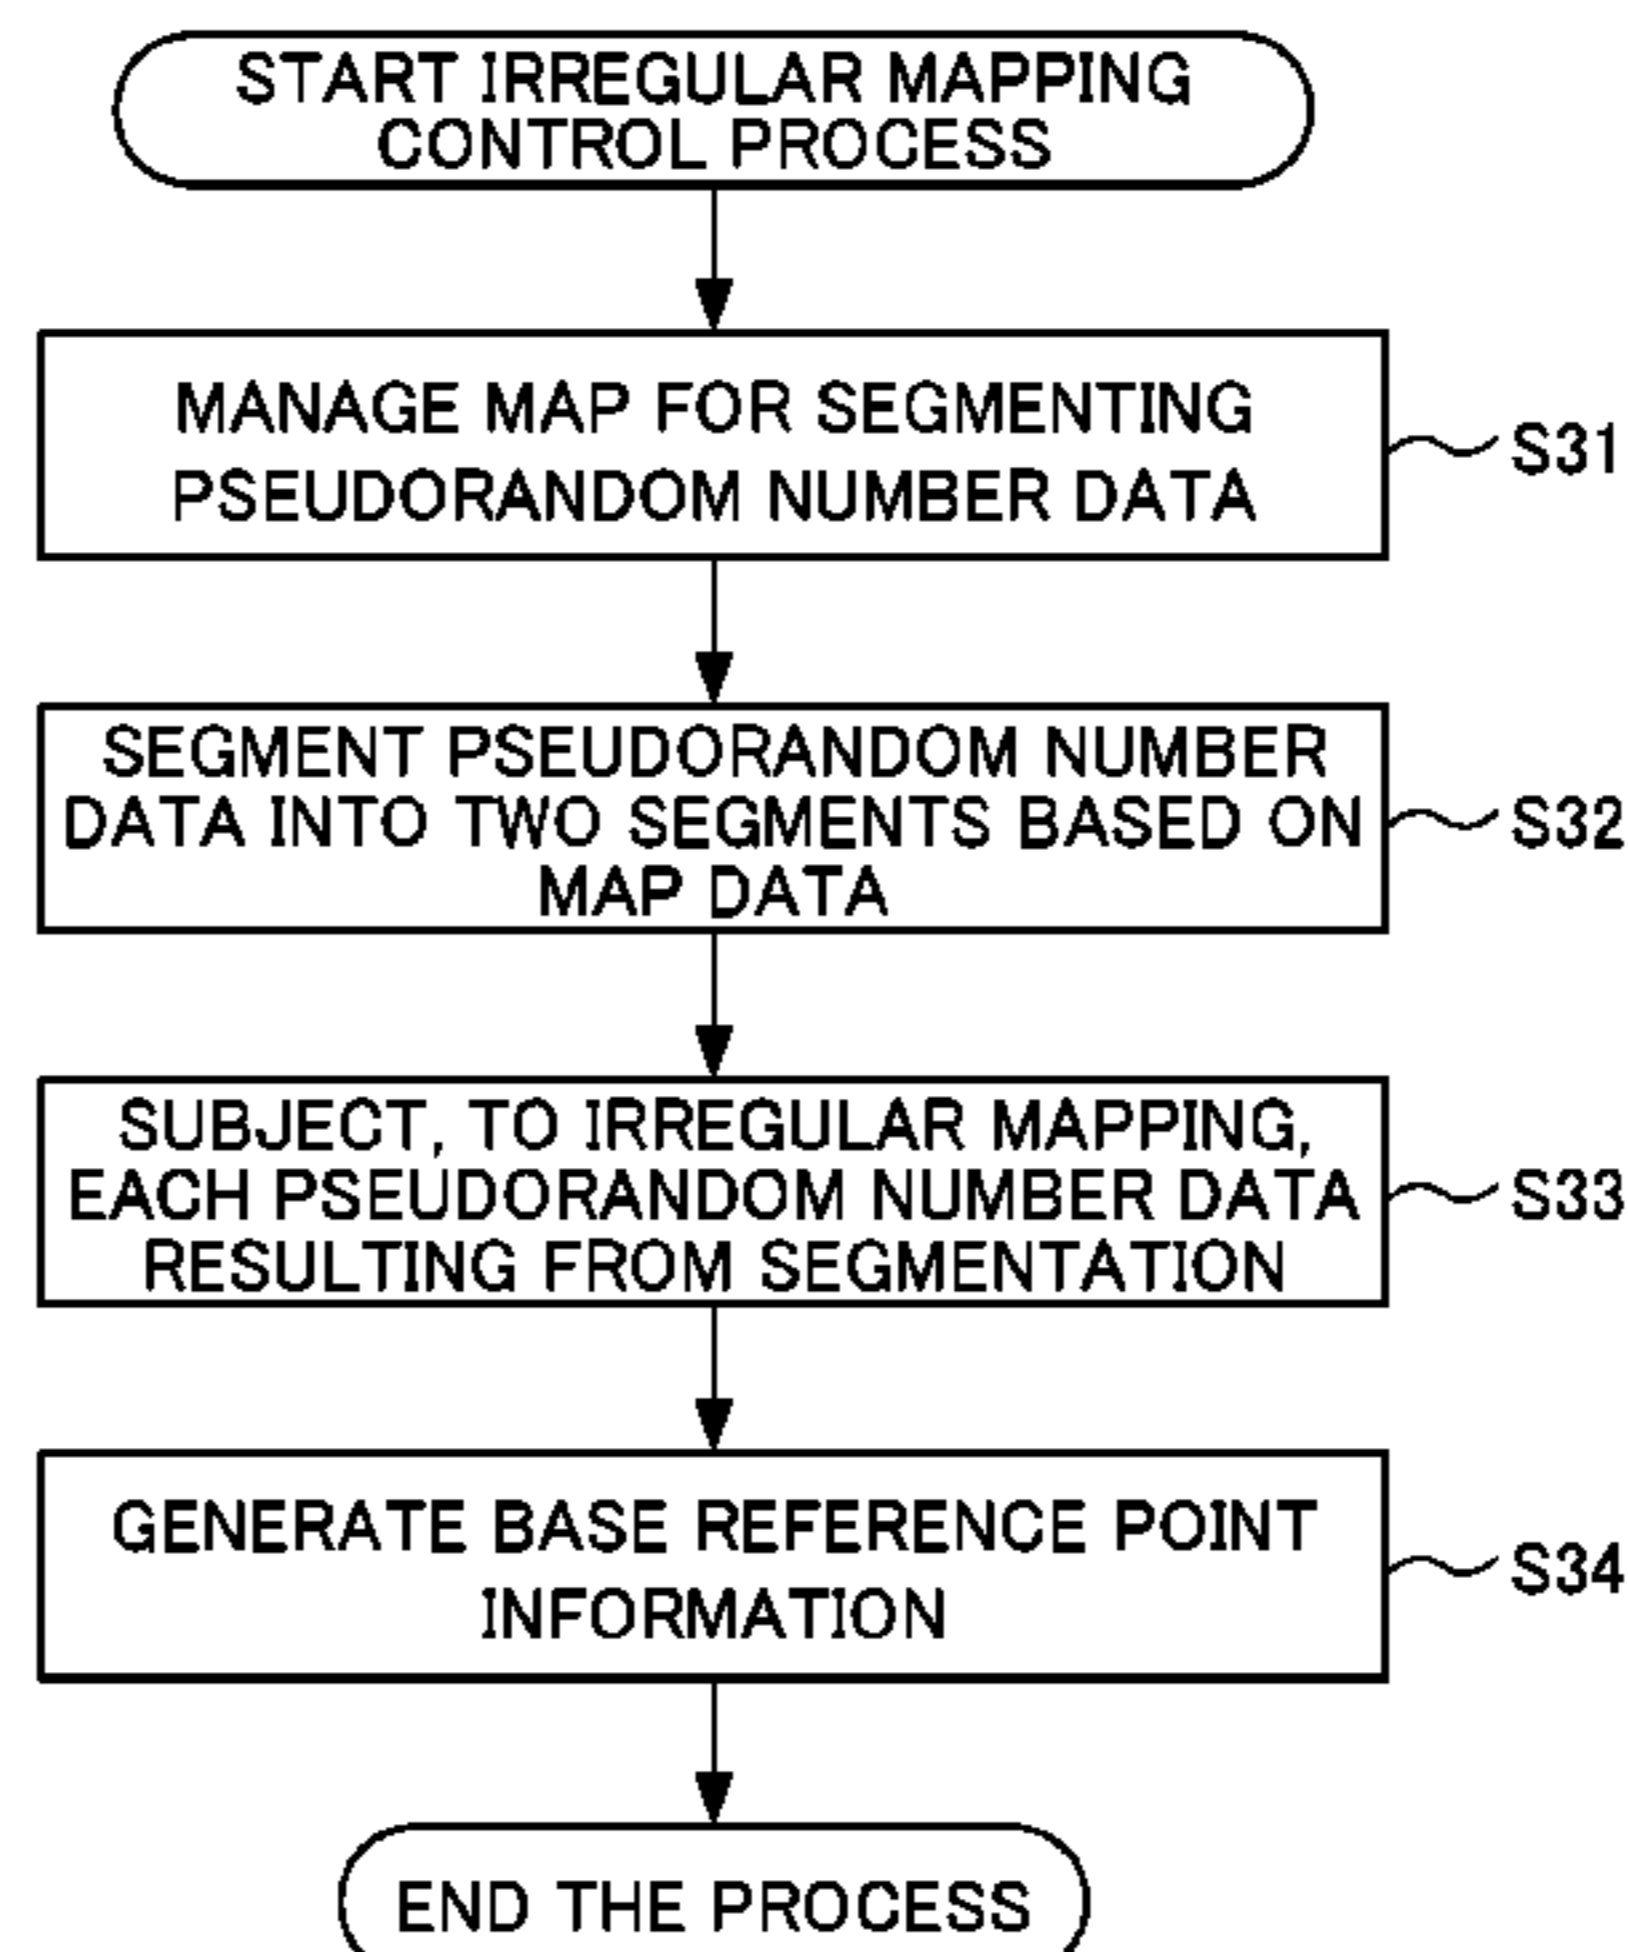 START IRREGULAR MAPPING
CONTROL PROCESS
MANAGE MAP FOR SEGMENTING
PSEUDORANDOM NUMBER DATA
S31
SEGMENT PSEUDORANDOM NUMBER
DATA INTO TWO SEGMENTS BASED ON
MAP DATA
S32
SUBJECT, TO IRREGULAR MAPPING,
EACH PSEUDORANDOM NUMBER DATA
RESULTING FROM SEGMENTATION
S33
GENERATE BASE REFERENCE POINT
INFORMATION
S34
END THE PROCESS